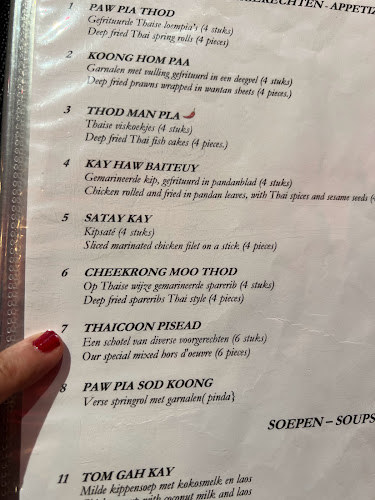 GERECHTEN - APPETIZ
1 PAW PIA THOD
Gefrituurde Thaise loempia's (4 stuks)
Deep fried Thai spring rolls (4 pieces)
2 KOONG HOM PAA
Garnalen met vulling gefrituurd in een deegvel (4 stuks)
Deep fried prawns wrapped in wantan sheets (4 pieces.)
3 THOD MAN PLA
Thaise viskoekjes (4 stuks)
Deep fried Thai fish cakes (4 pieces.)
4 KAY HAW BAITEUY
Gemarineerde kip, gefrituurd in pandanblad (4 stuks)
Chicken rolled and fried in pandan leaves, with Thai spices and sesame seeds (4
5 SATAY KAY
Kipsaté (4 stuks)
Sliced marinated chicken filet on a stick (4 pieces)
6 CHEEKRONG MOO THOD
Op Thaise wijze gemarineerde sparerib (4 stuks)
Deep fried spareribs Thai style (4 pieces)
7 THAICOON PISEAD
Een schotel van diverse voorgerechten (6 stuks)
Our special mixed hors d'oeuvre (6 pieces)
8 PAW PIA SOD KOONG
Verse springrol met garnalen( pinda}
SOEPEN – SOUPS
11 TOM GAH KAY
Milde kippensoep met kokosmelk en laos
with coconut milk and laos